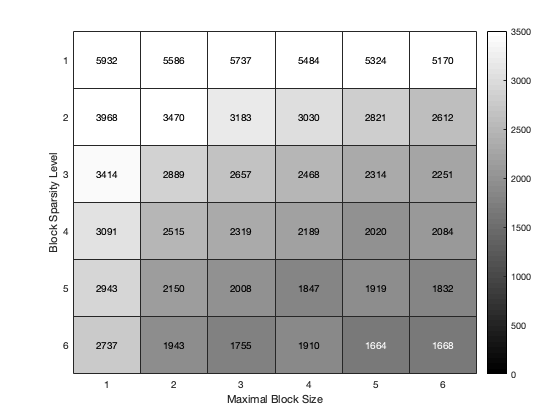 1 5932 5586 5737 5484 5324 5170
2 3968 3470 3183 3030 2821 2612
3 3414 2889 2657 2468 2314 2251
4 3091 2515 2319 2189 2020 2084
5 2943 2150 2008 1847 1919 1832
6 2737 1943 1755 1910 1664 1668
1 2 3 4 5 6
Maximal Block Size
Block Sparsity Level
3500
3000
2500
2000
1500
1000
500
0